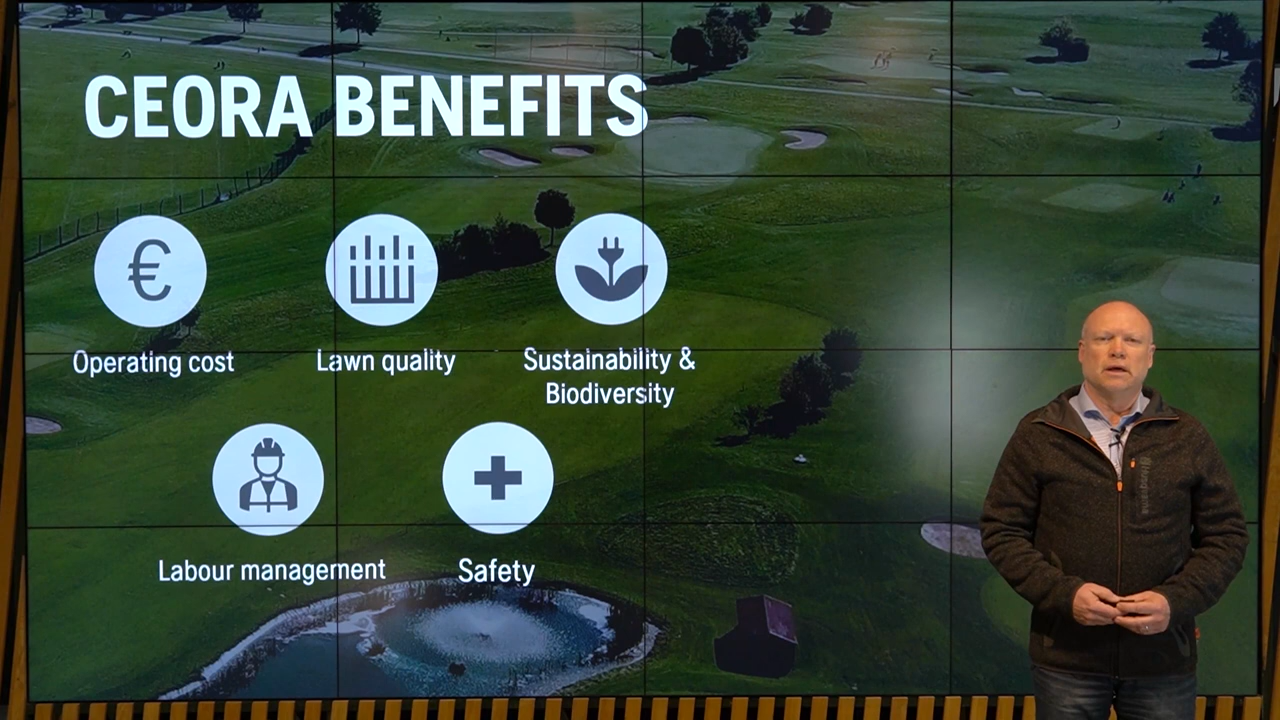 CEORA BENEFITS
€
Operating cost
Lawn quality
Sustainability &
Biodiversity
Labour management
Safety